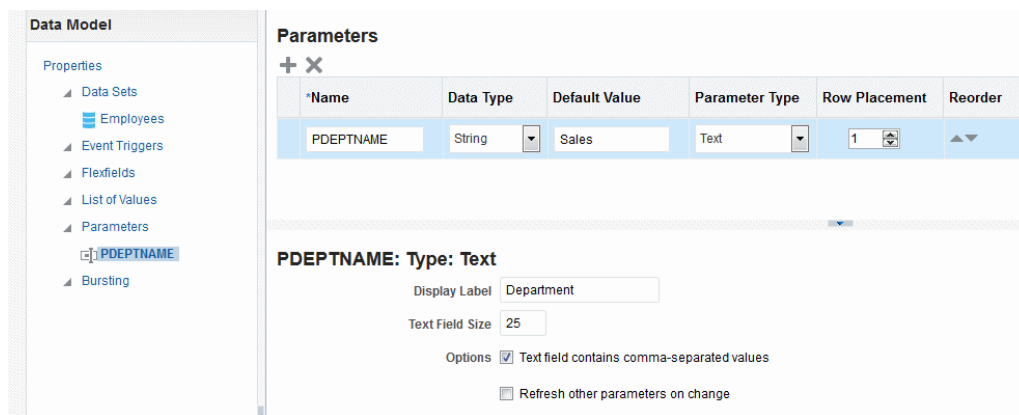 Data Model
Properties
Data Sets
Employees
Event Triggers
Flexfields
List of Values
Parameters
PDEPTNAME
Bursting
Parameters
*Name Data Type Default Value Parameter Type Row Placement Reorder
PDEPTNAME String Sales Text 1
PDEPTNAME: Type: Text
Display Label Department
Text Field Size 25
Options Text field contains comma-separated values
Refresh other parameters on change